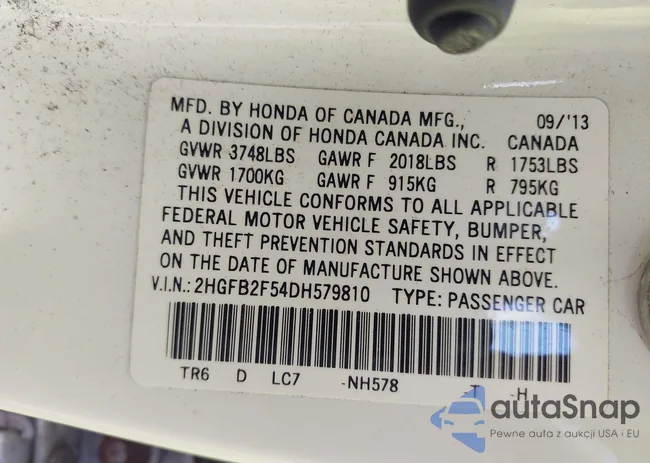 MFD. BY HONDA OF CANADA MFG., 09/'13
A DIVISION OF HONDA CANADA INC. CANADA
GVWR 3748LBS GAWR F 2018LBS R 1753LBS
GVWR 1700KG GAWR F 915KG R 795KG
THIS VEHICLE CONFORMS TO ALL APPLICABLE
FEDERAL MOTOR VEHICLE SAFETY, BUMPER,
AND THEFT PREVENTION STANDARDS IN EFFECT
ON THE DATE OF MANUFACTURE SHOWN ABOVE.
V.I.N.: 2HGFB2F54DH579810 TYPE: PASSENGER CAR
TR6 D LC7 -NH578 T -H
autaSnap
Pewne auta z aukcji USA i EU